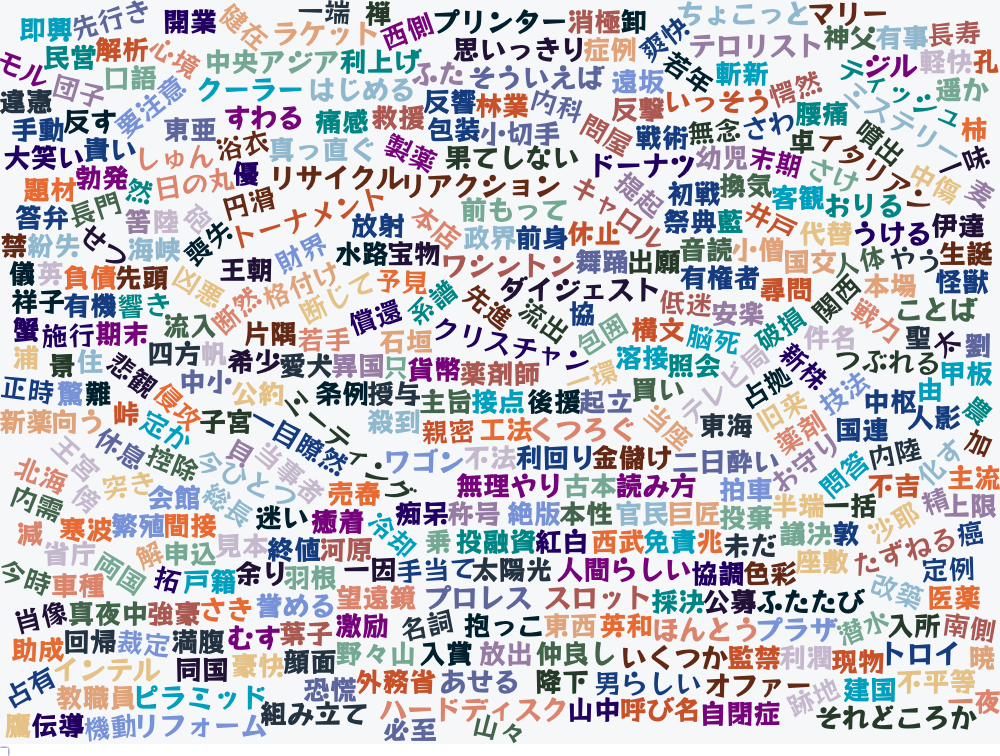 即興 先行き 開業 健在 一端 禅 ラケット 西側 プリンター 消極 卸 ちょこっと マリー
民営 解析 心境 中央アジア 利上げ 思いっきり 症例 爽快 テロリスト 神父 有事 長寿
モル 団子 口語 クーラー はじめる ふた そういえば 遠坂 若年 斬新 ティッシュ ジル 軽快 孔
違憲 要注意 反響 林業 内科 反撃 いっそう 愕然 ミステリー 遥か
手動 反す 東亜 すわる 痛感 救援 包装 小切手 問屋 戦術 無念 さわ 腰痛 噴出 柿
大笑い 貴い しゅん 浴衣 真っ直ぐ 製薬 果てしない ドーナツ 幼児 末期 卓 イタリアン 一味
題材 勃発 然 日の丸 優 リサイクル リアクション キャロル 提起 初戦 換気 さけ 客観 おりる 中傷 麦
答弁 長門 答 陸 砲 円滑 トーナメント 放射 本店 前もって 祭典 藍 井戸 代替 うける 伊達
禁 紛失 せつ 海峡 喪失 財界 水路 宝物 政界 前身 休止 音読 小僧 国文 人体 やう 生誕
儀 英 負債 先頭 凶悪 王朝 格付け 予見 ワシントン 舞踊 出願 有権者 尋問 関西 本場 怪獣
祥子 有機 響き 断然 断じて 償還 系譜 先進 ダイジェスト 流出 協 低迷 安楽 破損 戦力 ことば
蟹 施行 期末 流入 片隅 若手 石垣 クリスチャン 包囲 横文 脳死 件名 聖 太 劉
浦 景 住 悲観 四方 帆 希少 愛犬 異国 只 貨幣 薬剤師 一環 溶接 照会 テレビ局 新株 つぶれる 甲板
正時 驚 難 侵攻 中小 公約 ミーティング 条例 授与 主旨 接点 後援 起立 買い 占拠 技法 中枢 由
新薬 向う 峠 定か 子宮 一目瞭然 殺到 親密 工法 くつろぐ 当座 東海 旧来 薬剤 国連 人影 農
王宮 休息 控除 貝 当事者 ワゴン 不法 利回り 金儲け 二日酔い お守り 問答 内陸 化す 加
北海 傍 突き 今ひとつ 売春 無理やり 古本 読み方 拍車 不吉 主流
内需 会館 総長 迷い 癒着 冷却 痴呆 称号 絶版 本性 官民 巨匠 投棄 半端 一括 精 上限
減 寒波 繁殖 間接 見本 終値 河原 乗 投融資 紅白 西武 免責 兆 未だ 議決 敦 沙耶 癌
省庁 両国 解 申込 座敷 たずねる
今時 車種 拓 戸籍 余り 羽根 一因 手当て 太陽光 人間らしい 協調 色彩 改築 定例
肖像 真夜中 強豪 さき 誉める 望遠鏡 プロレス スロット 採決 公募 ふたたび 医薬
助成 回帰 裁定 満腹 むす 葉子 激励 名詞 抱っこ 東西 英和 ほんとう プラザ 潜水 入所 南側
占有 インテル 同国 豪快 顔面 野々山 入賞 放出 仲良し いくつか 監禁 利潤 現物 トロイ 暁
教職員 ピラミッド 恐慌 外務省 あせる 降下 男らしい オファー 跡地 建国 不平等
鷹 伝導 機動 リフォーム 組み立て 必至 ハードディスク 山々 山中 呼び名 自閉症 それどころか 一夜